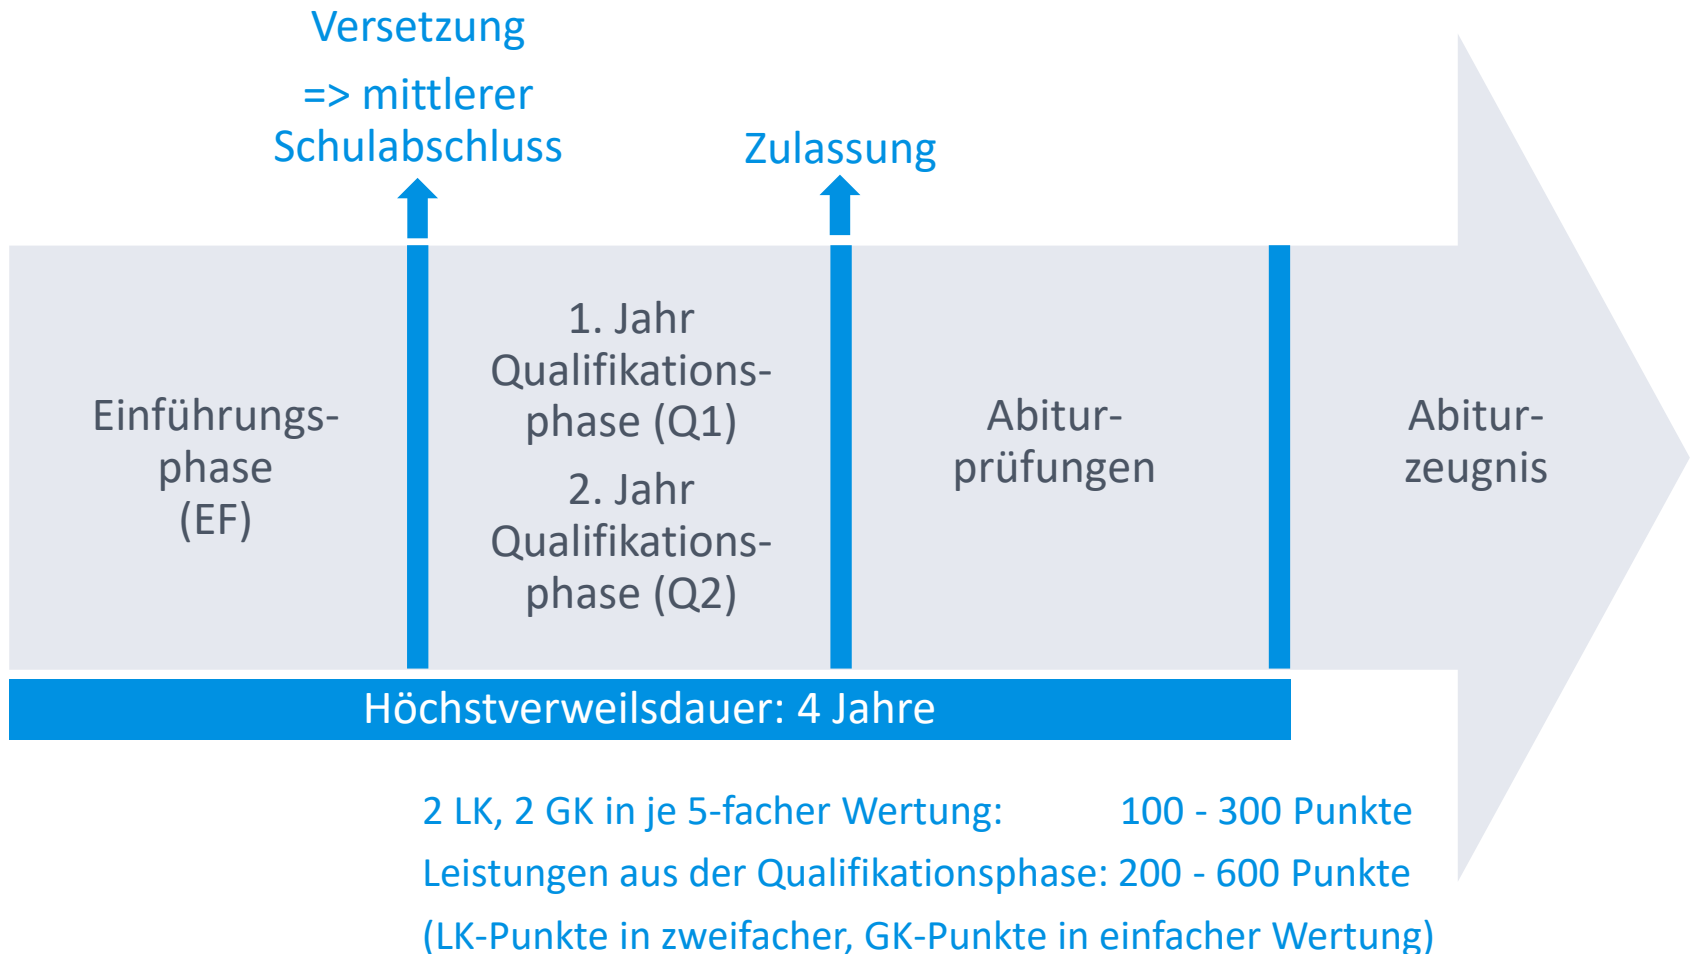 Versetzung
=> mittlerer
Schulabschluss
Zulassung
Einführungs-
phase
(EF)
1. Jahr
Qualifikations-
phase (Q1)
2. Jahr
Qualifikations-
phase (Q2)
Abitur-
prüfungen
Abitur-
zeugnis
Höchstverweilsdauer: 4 Jahre
2 LK, 2 GK in je 5-facher Wertung: 100 - 300 Punkte
Leistungen aus der Qualifikationsphase: 200 - 600 Punkte
(LK-Punkte in zweifacher, GK-Punkte in einfacher Wertung)